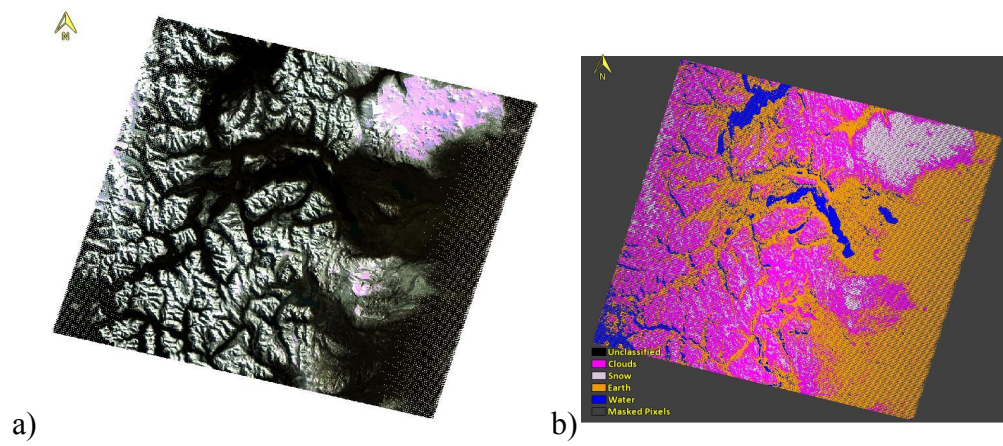 N
N
Unclassified
Clouds
Snow
Earth
Water
Masked Pixels
a)
b)